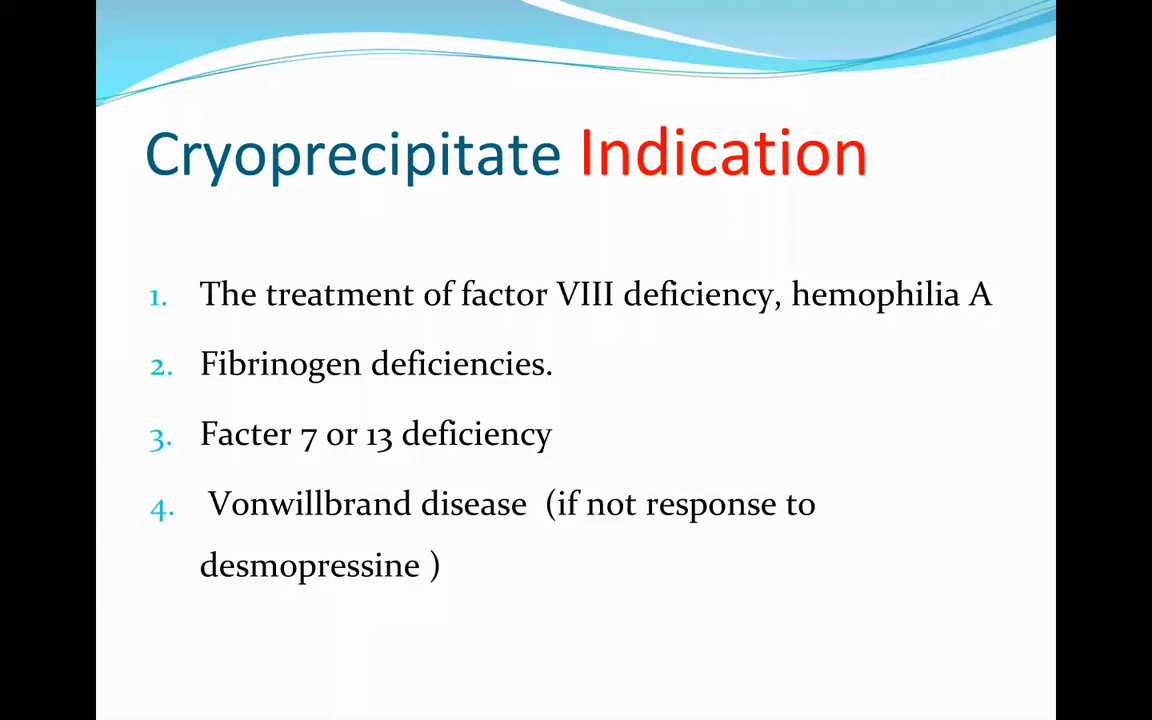 Cryoprecipitate Indication
1. The treatment of factor VIII deficiency, hemophilia A
2. Fibrinogen deficiencies.
3. Facter 7 or 13 deficiency
4. Vonwillbrand disease (if not response to
desmopressine )